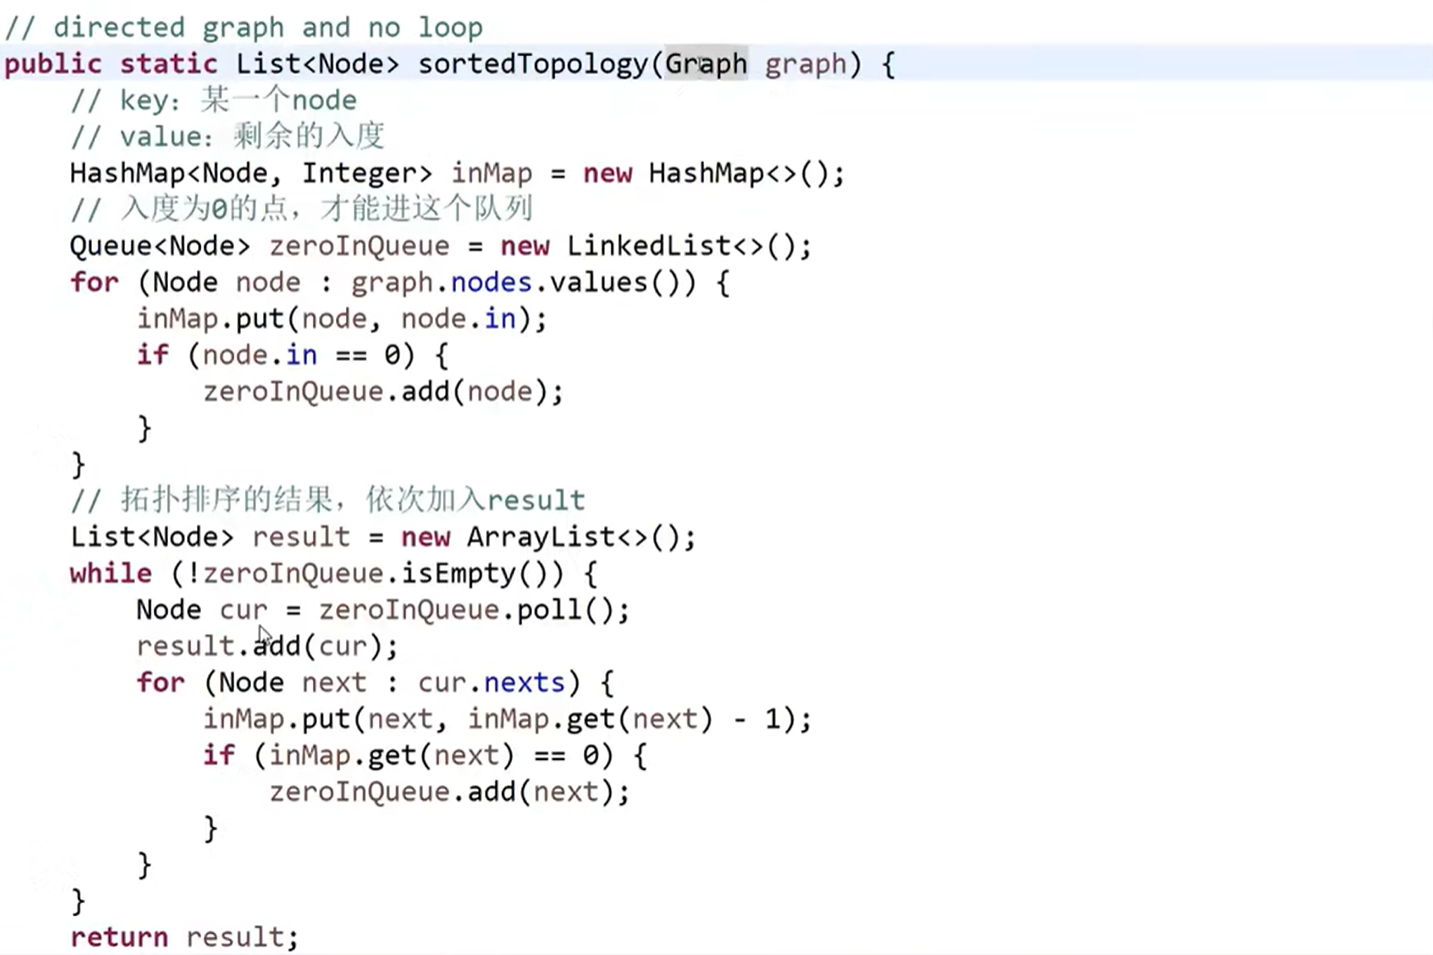 // directed graph and no loop
public static List<Node> sortedTopology(Graph graph) {
// key: 某一个node
// value: 剩余的入度
HashMap<Node, Integer> inMap = new HashMap<>();
// 入度为0的点，才能进这个队列
Queue<Node> zeroInQueue = new LinkedList<>();
for (Node node : graph.nodes.values()) {
inMap.put(node, node.in);
if (node.in == 0) {
zeroInQueue.add(node);
}
}
// 拓扑排序的结果，依次加入result
List<Node> result = new ArrayList<>();
while (!zeroInQueue.isEmpty()) {
Node cur = zeroInQueue.poll();
result.add(cur);
for (Node next : cur.nexts) {
inMap.put(next, inMap.get(next) - 1);
if (inMap.get(next) == 0) {
zeroInQueue.add(next);
}
}
}
return result;